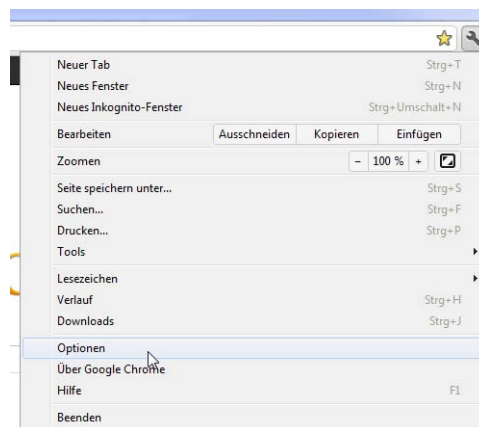 Neuer Tab Strg+T
Neues Fenster Strg+N
Neues Inkognito-Fenster Strg+Umschalt+N
Bearbeiten Ausschneiden Kopieren Einfügen
Zoomen - 100 % +
Seite speichern unter... Strg+S
Suchen... Strg+F
Drucken... Strg+P
Tools
Lesezeichen
Verlauf Strg+H
Downloads Strg+J
Optionen
Über Google Chrome
Hilfe F1
Beenden